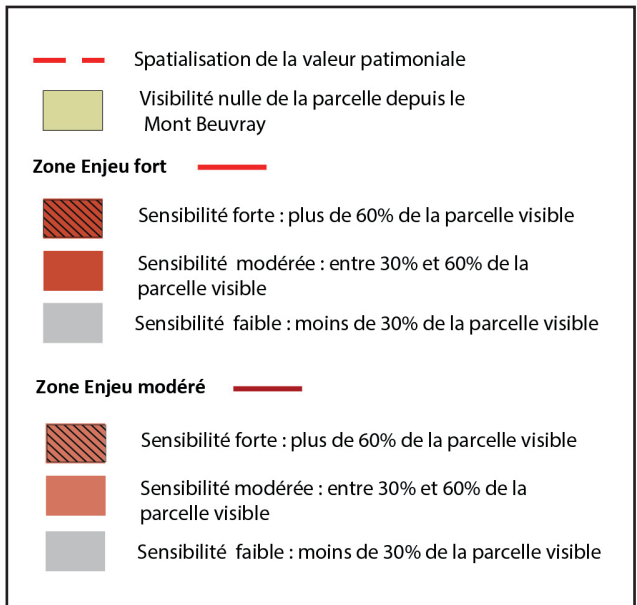 Spatialisation de la valeur patimoniale
Visibilité nulle de la parcelle depuis le
Mont Beuvray
Zone Enjeu fort
Sensibilité forte : plus de 60% de la parcelle visible
Sensibilité modérée : entre 30% et 60% de la
parcelle visible
Sensibilité faible : moins de 30% de la parcelle visible
Zone Enjeu modéré
Sensibilité forte : plus de 60% de la parcelle visible
Sensibilité modérée : entre 30% et 60% de la
parcelle visible
Sensibilité faible : moins de 30% de la parcelle visible